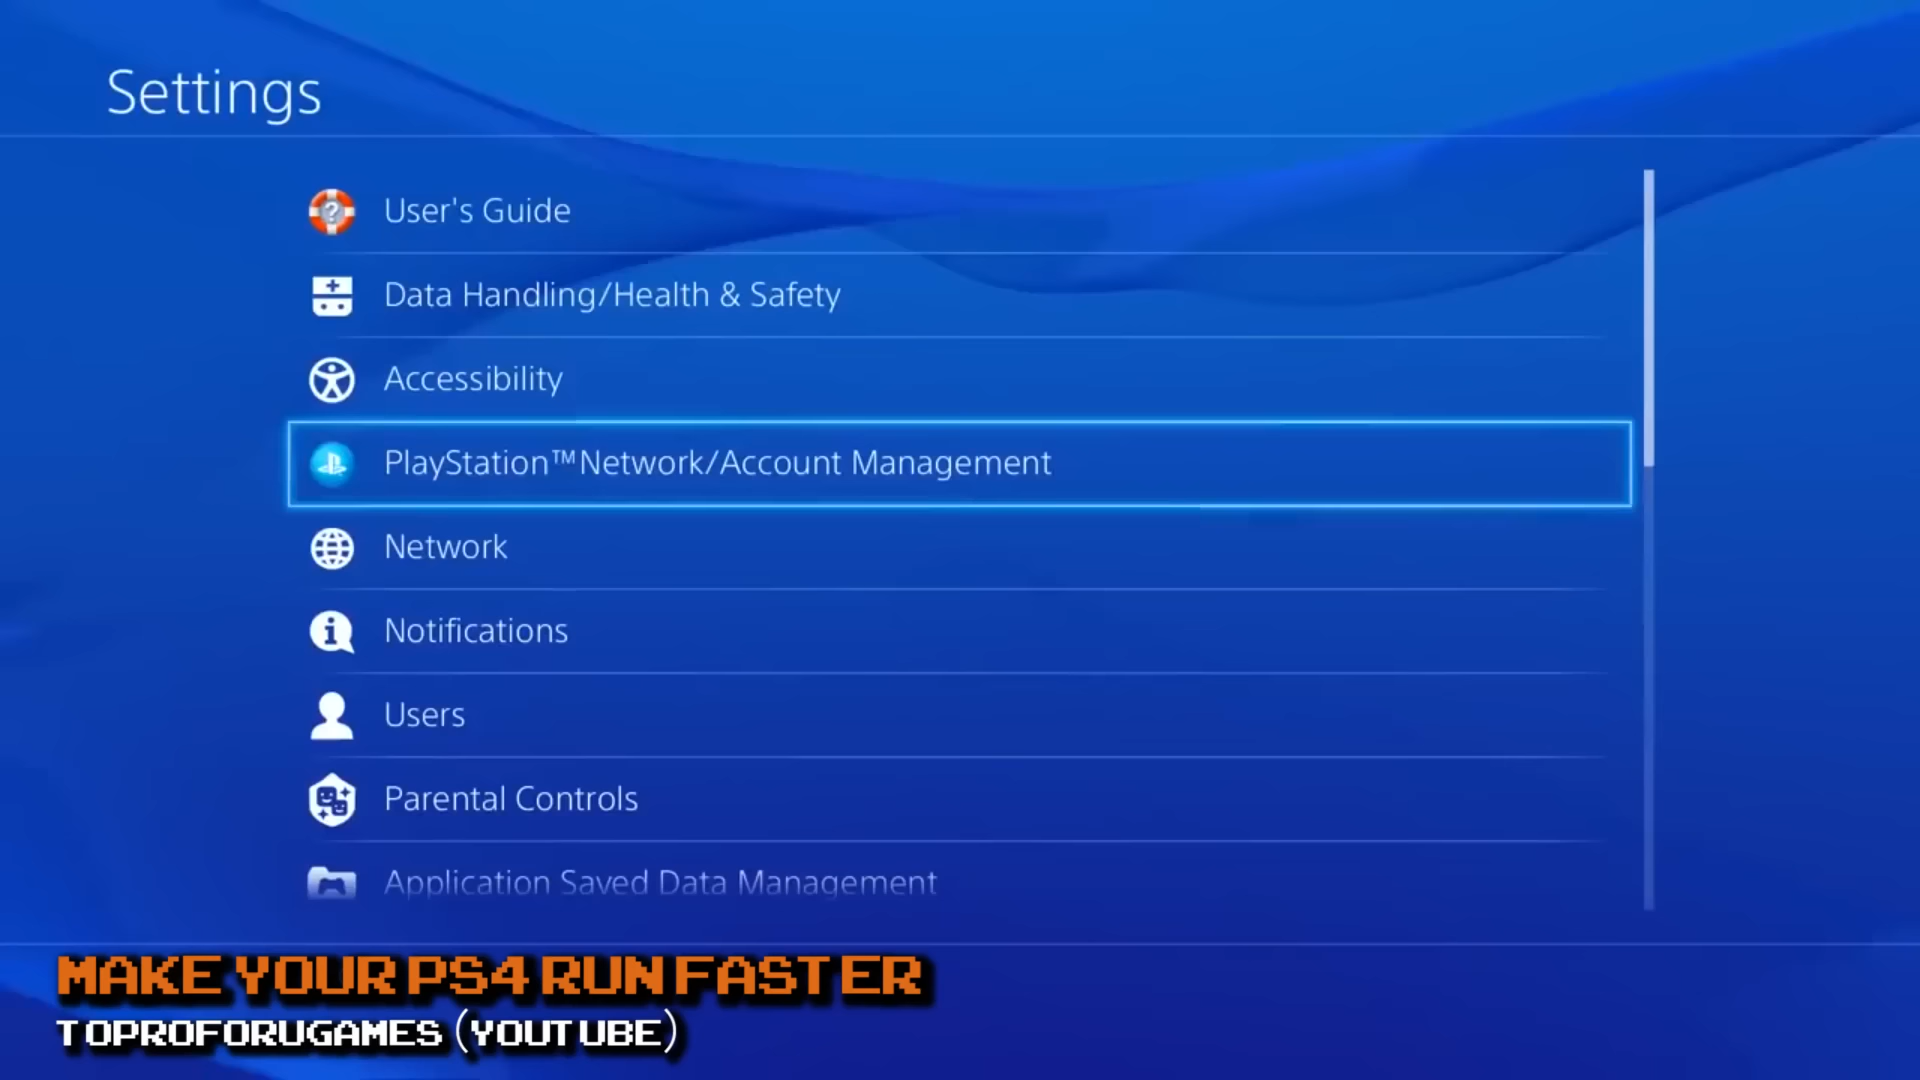 Settings
User's Guide
Data Handling/Health & Safety
Accessibility
PlayStation™Network/Account Management
Network
Notifications
Users
Parental Controls
Application Saved Data Management
MAKE YOUR PS4 RUN FASTER
TOPROFORUGAMES (YOUTUBE)